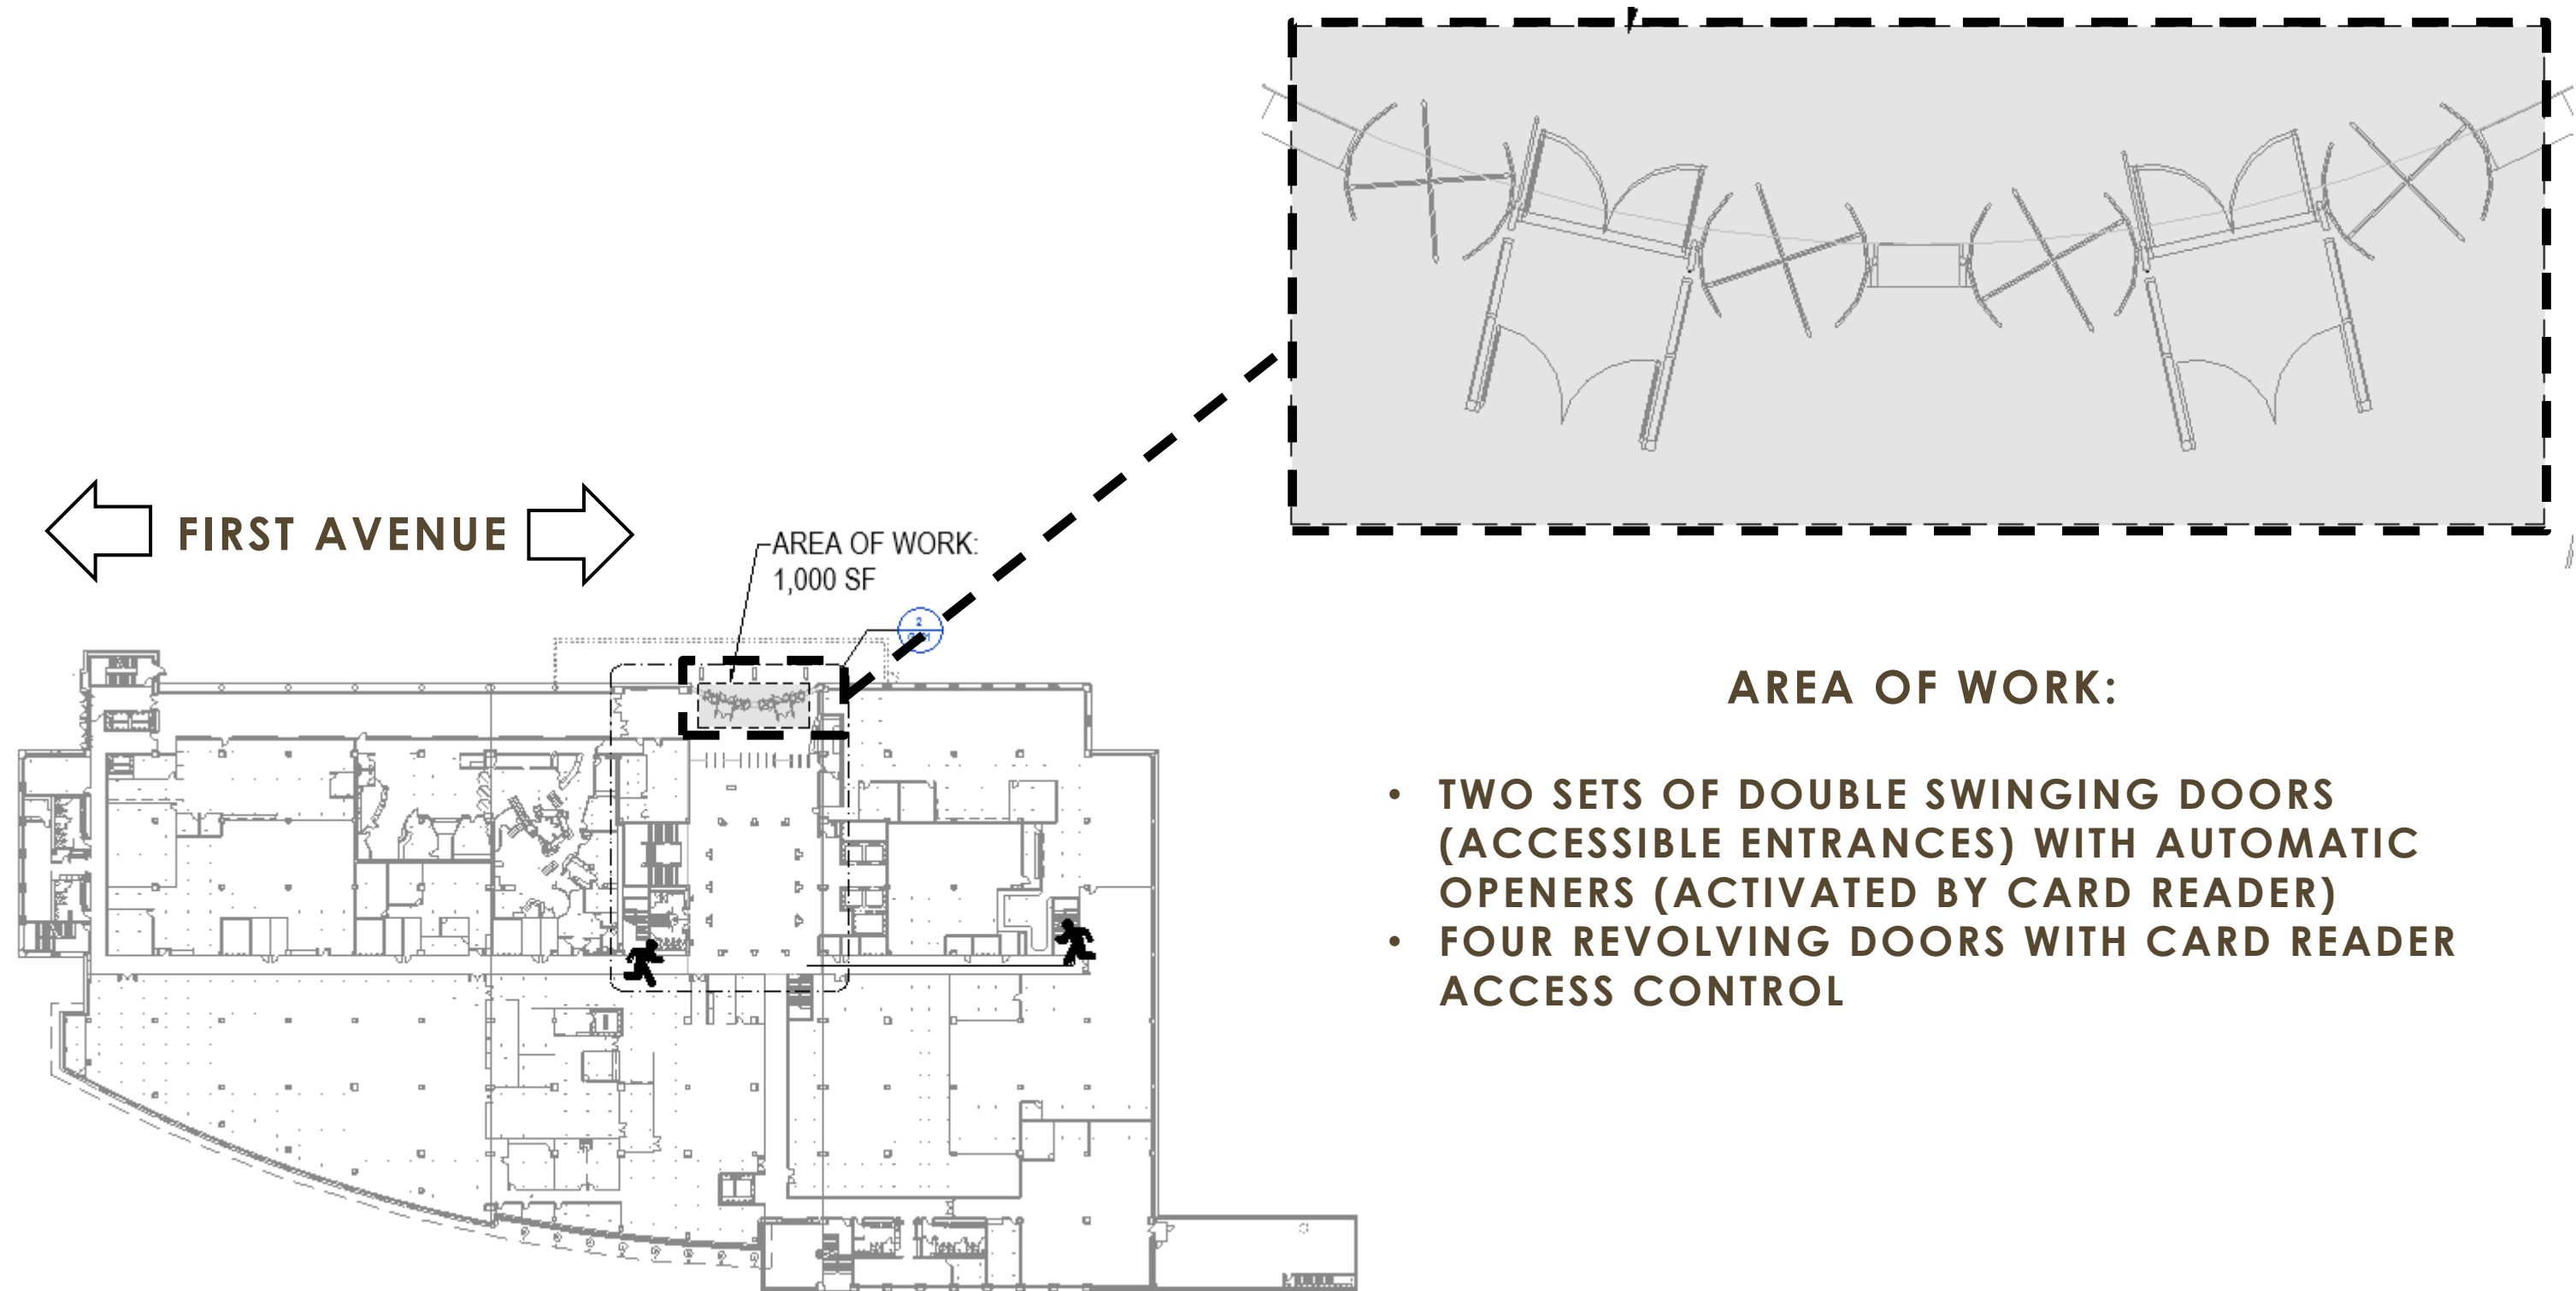 FIRST AVENUE
AREA OF WORK:
1,000 SF
2
AREA OF WORK:
• TWO SETS OF DOUBLE SWINGING DOORS
(ACCESSIBLE ENTRANCES) WITH AUTOMATIC
OPENERS (ACTIVATED BY CARD READER)
• FOUR REVOLVING DOORS WITH CARD READER
ACCESS CONTROL